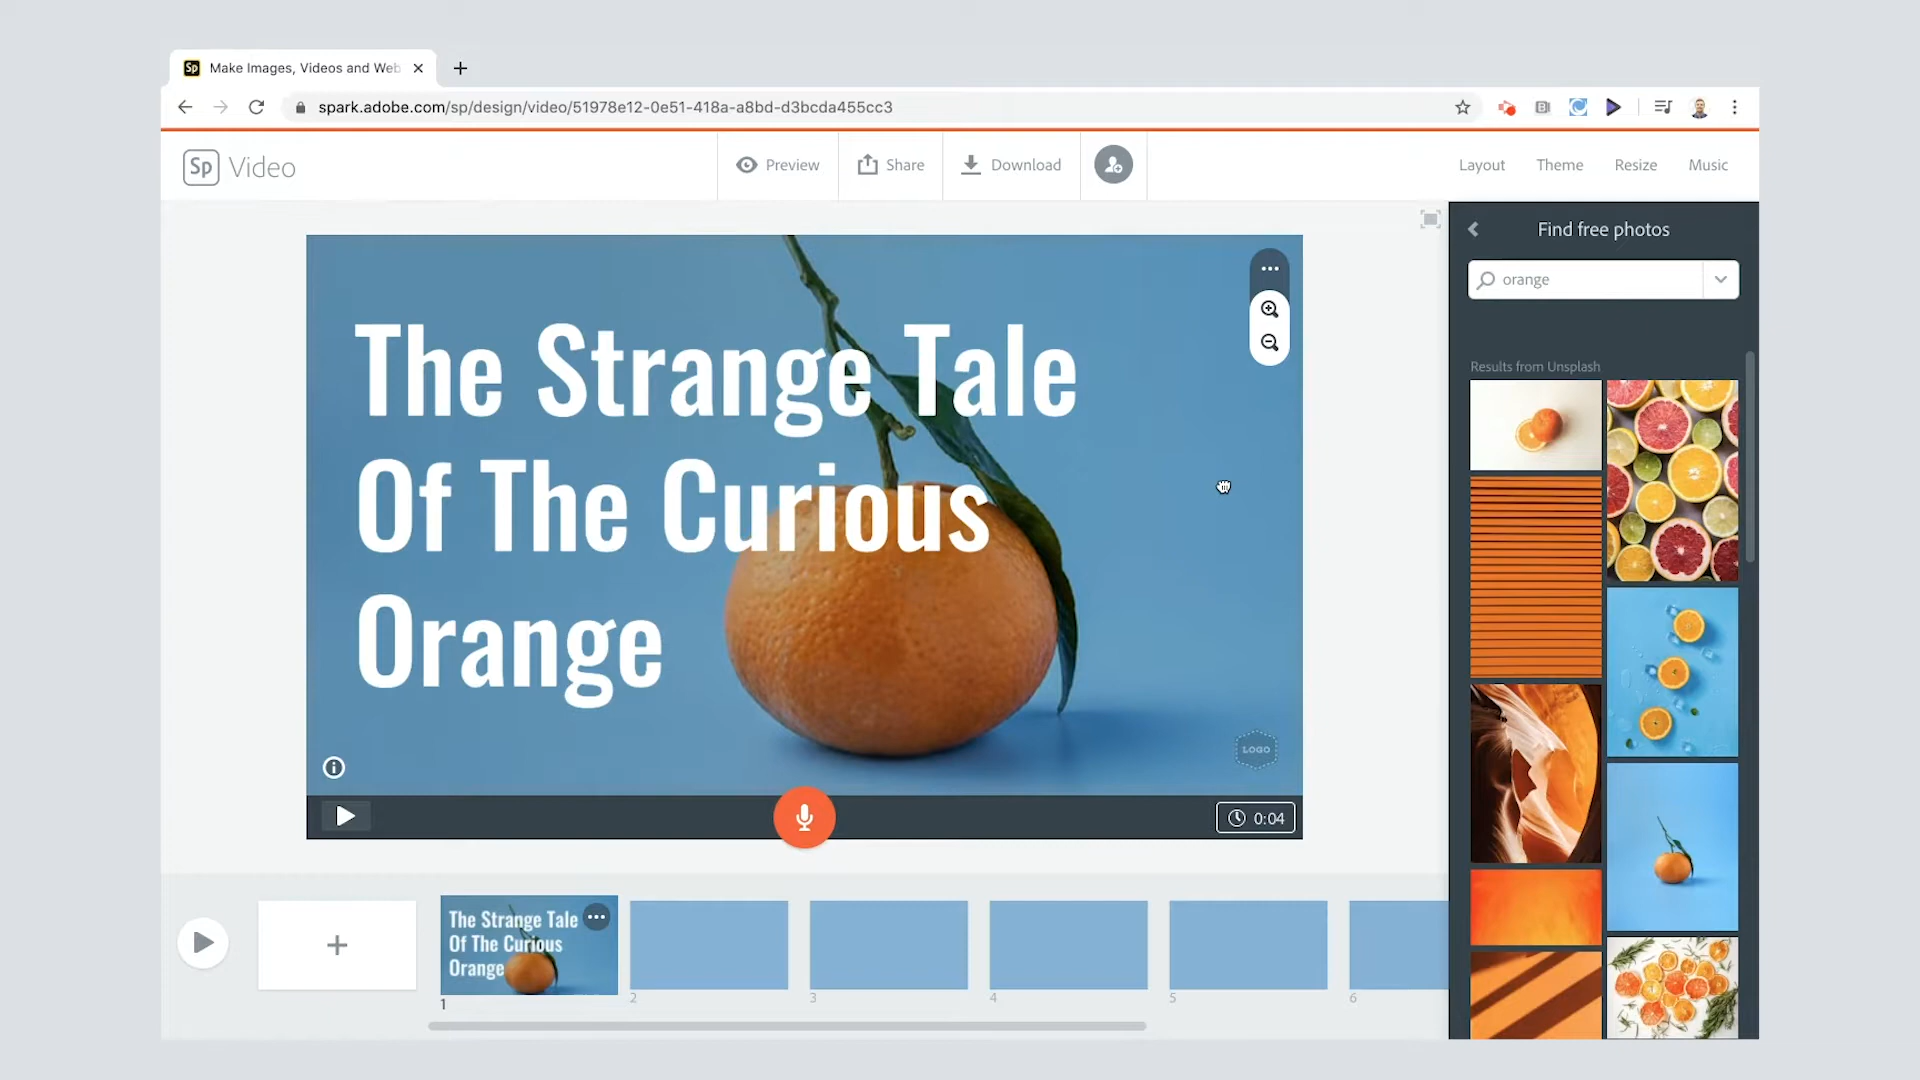 Sp Make Images, Videos and Web
spark.adobe.com/sp/design/video/51978e12-0e51-418a-a8bd-d3bcda455cc3
Sp Video
Preview
Share
Download
Layout
Theme
Resize
Music
Find free photos
orange
Results from Unsplash
The Strange Tale
Of The Curious
Orange
LOGO
0:04
The Strange Tale
Of The Curious
Orange
1
2
3
4
5
6